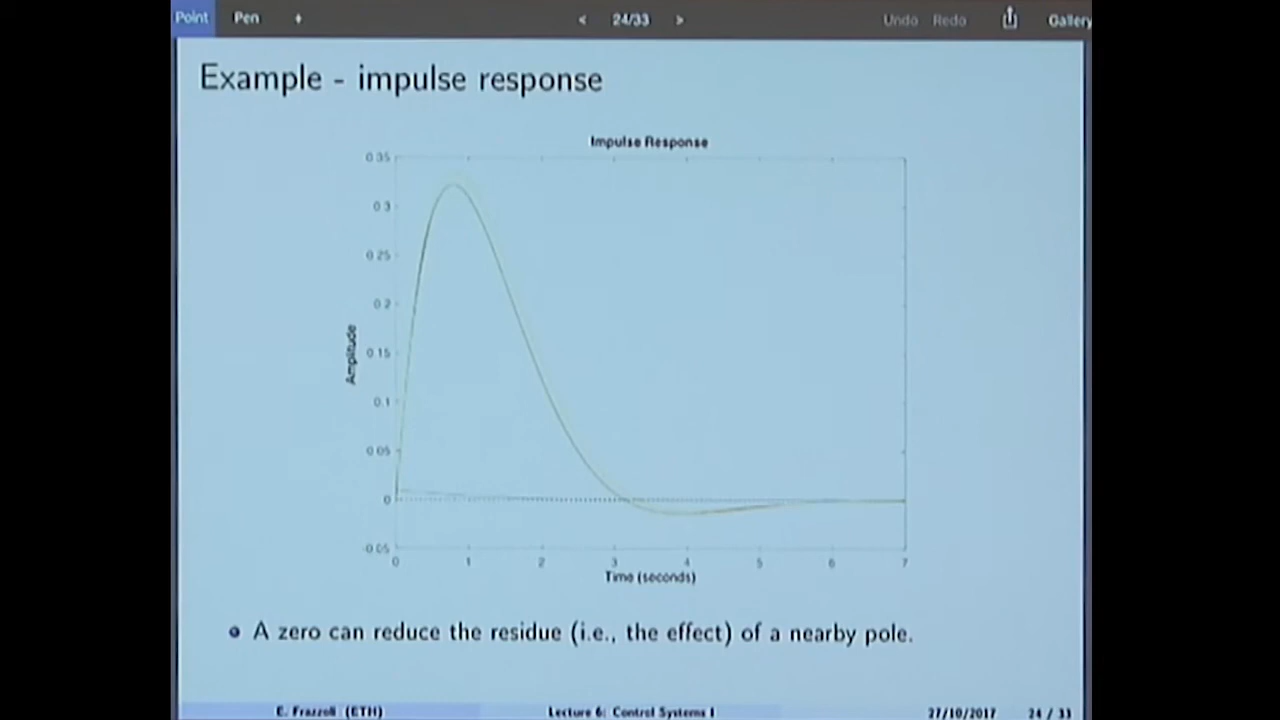 Point Pen + < 24/33 > Undo Redo Gallery
Example - impulse response
Impulse Response
0.35
0.3
0.25
0.2
0.15
0.1
0.05
0
-0.05
Amplitude
0 1 2 3 4 5 6 7
Time (seconds)
A zero can reduce the residue (i.e., the effect) of a nearby pole.
E. Frazzoli (ETH) Lecture 6: Control Systems I 27/10/2017 24 / 33